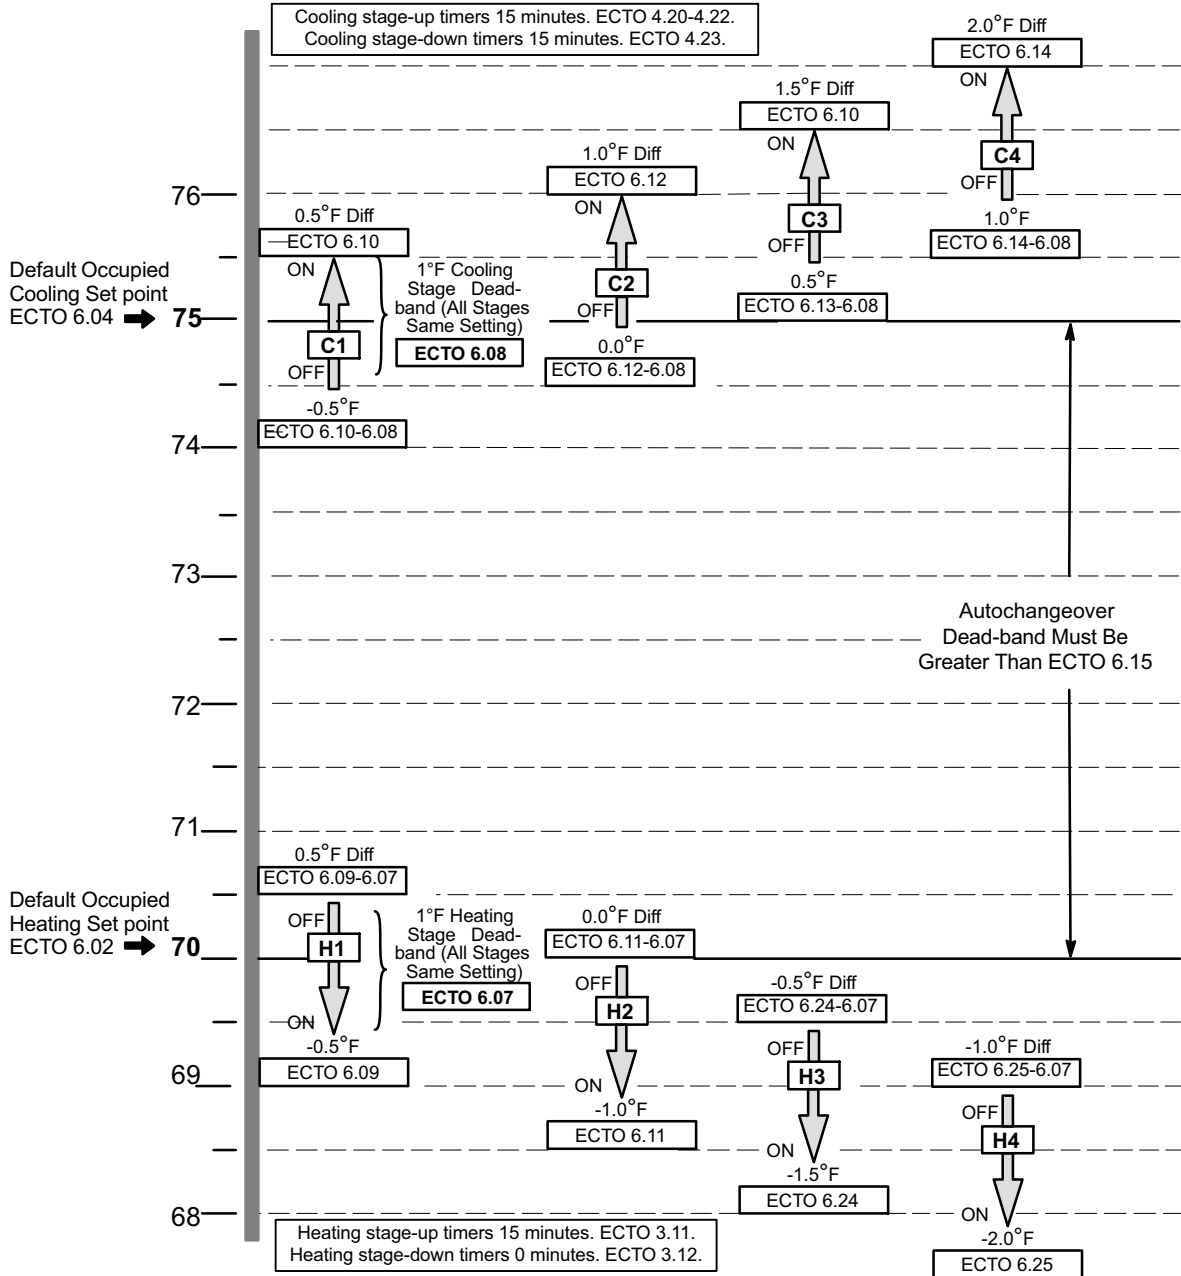 Cooling stage-up timers 15 minutes. ECTO 4.20-4.22.
Cooling stage-down timers 15 minutes. ECTO 4.23.
2.0°F Diff
ECTO 6.14
ON
C4
OFF
1.0°F
ECTO 6.14-6.08
1.5°F Diff
ECTO 6.10
ON
C3
OFF
0.5°F
ECTO 6.13-6.08
1.0°F Diff
ECTO 6.12
ON
C2
OFF
0.0°F
ECTO 6.12-6.08
76
0.5°F Diff
ECTO 6.10
ON
C1
OFF
-0.5°F
ECTO 6.10-6.08
1°F Cooling
Stage Dead-
band (All Stages
Same Setting)
ECTO 6.08
Default Occupied
Cooling Set point
ECTO 6.04
75
74
73
72
71
Autochangeover
Dead-band Must Be
Greater Than ECTO 6.15
Default Occupied
Heating Set point
ECTO 6.02
70
0.5°F Diff
ECTO 6.09-6.07
OFF
H1
ON
-0.5°F
ECTO 6.09
1°F Heating
Stage Dead-
band (All Stages
Same Setting)
ECTO 6.07
0.0°F Diff
ECTO 6.11-6.07
OFF
H2
ON
-1.0°F
ECTO 6.11
-0.5°F Diff
ECTO 6.24-6.07
OFF
H3
ON
-1.5°F
ECTO 6.24
-1.0°F Diff
ECTO 6.25-6.07
OFF
H4
ON
-2.0°F
ECTO 6.25
69
68
Heating stage-up timers 15 minutes. ECTO 3.11.
Heating stage-down timers 0 minutes. ECTO 3.12.